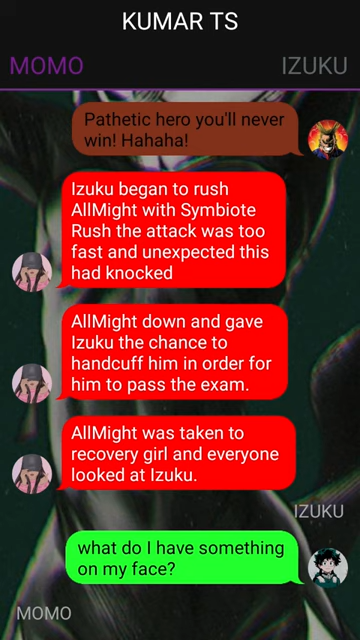 KUMAR TS
MOMO
IZUKU
Pathetic hero you'll never
win! Hahaha!
Izuku began to rush
AllMight with Symbiote
Rush the attack was too
fast and unexpected this
had knocked
AllMight down and gave
Izuku the chance to
handcuff him in order for
him to pass the exam.
AllMight was taken to
recovery girl and everyone
looked at Izuku.
IZUKU
what do I have something
on my face?
MOMO